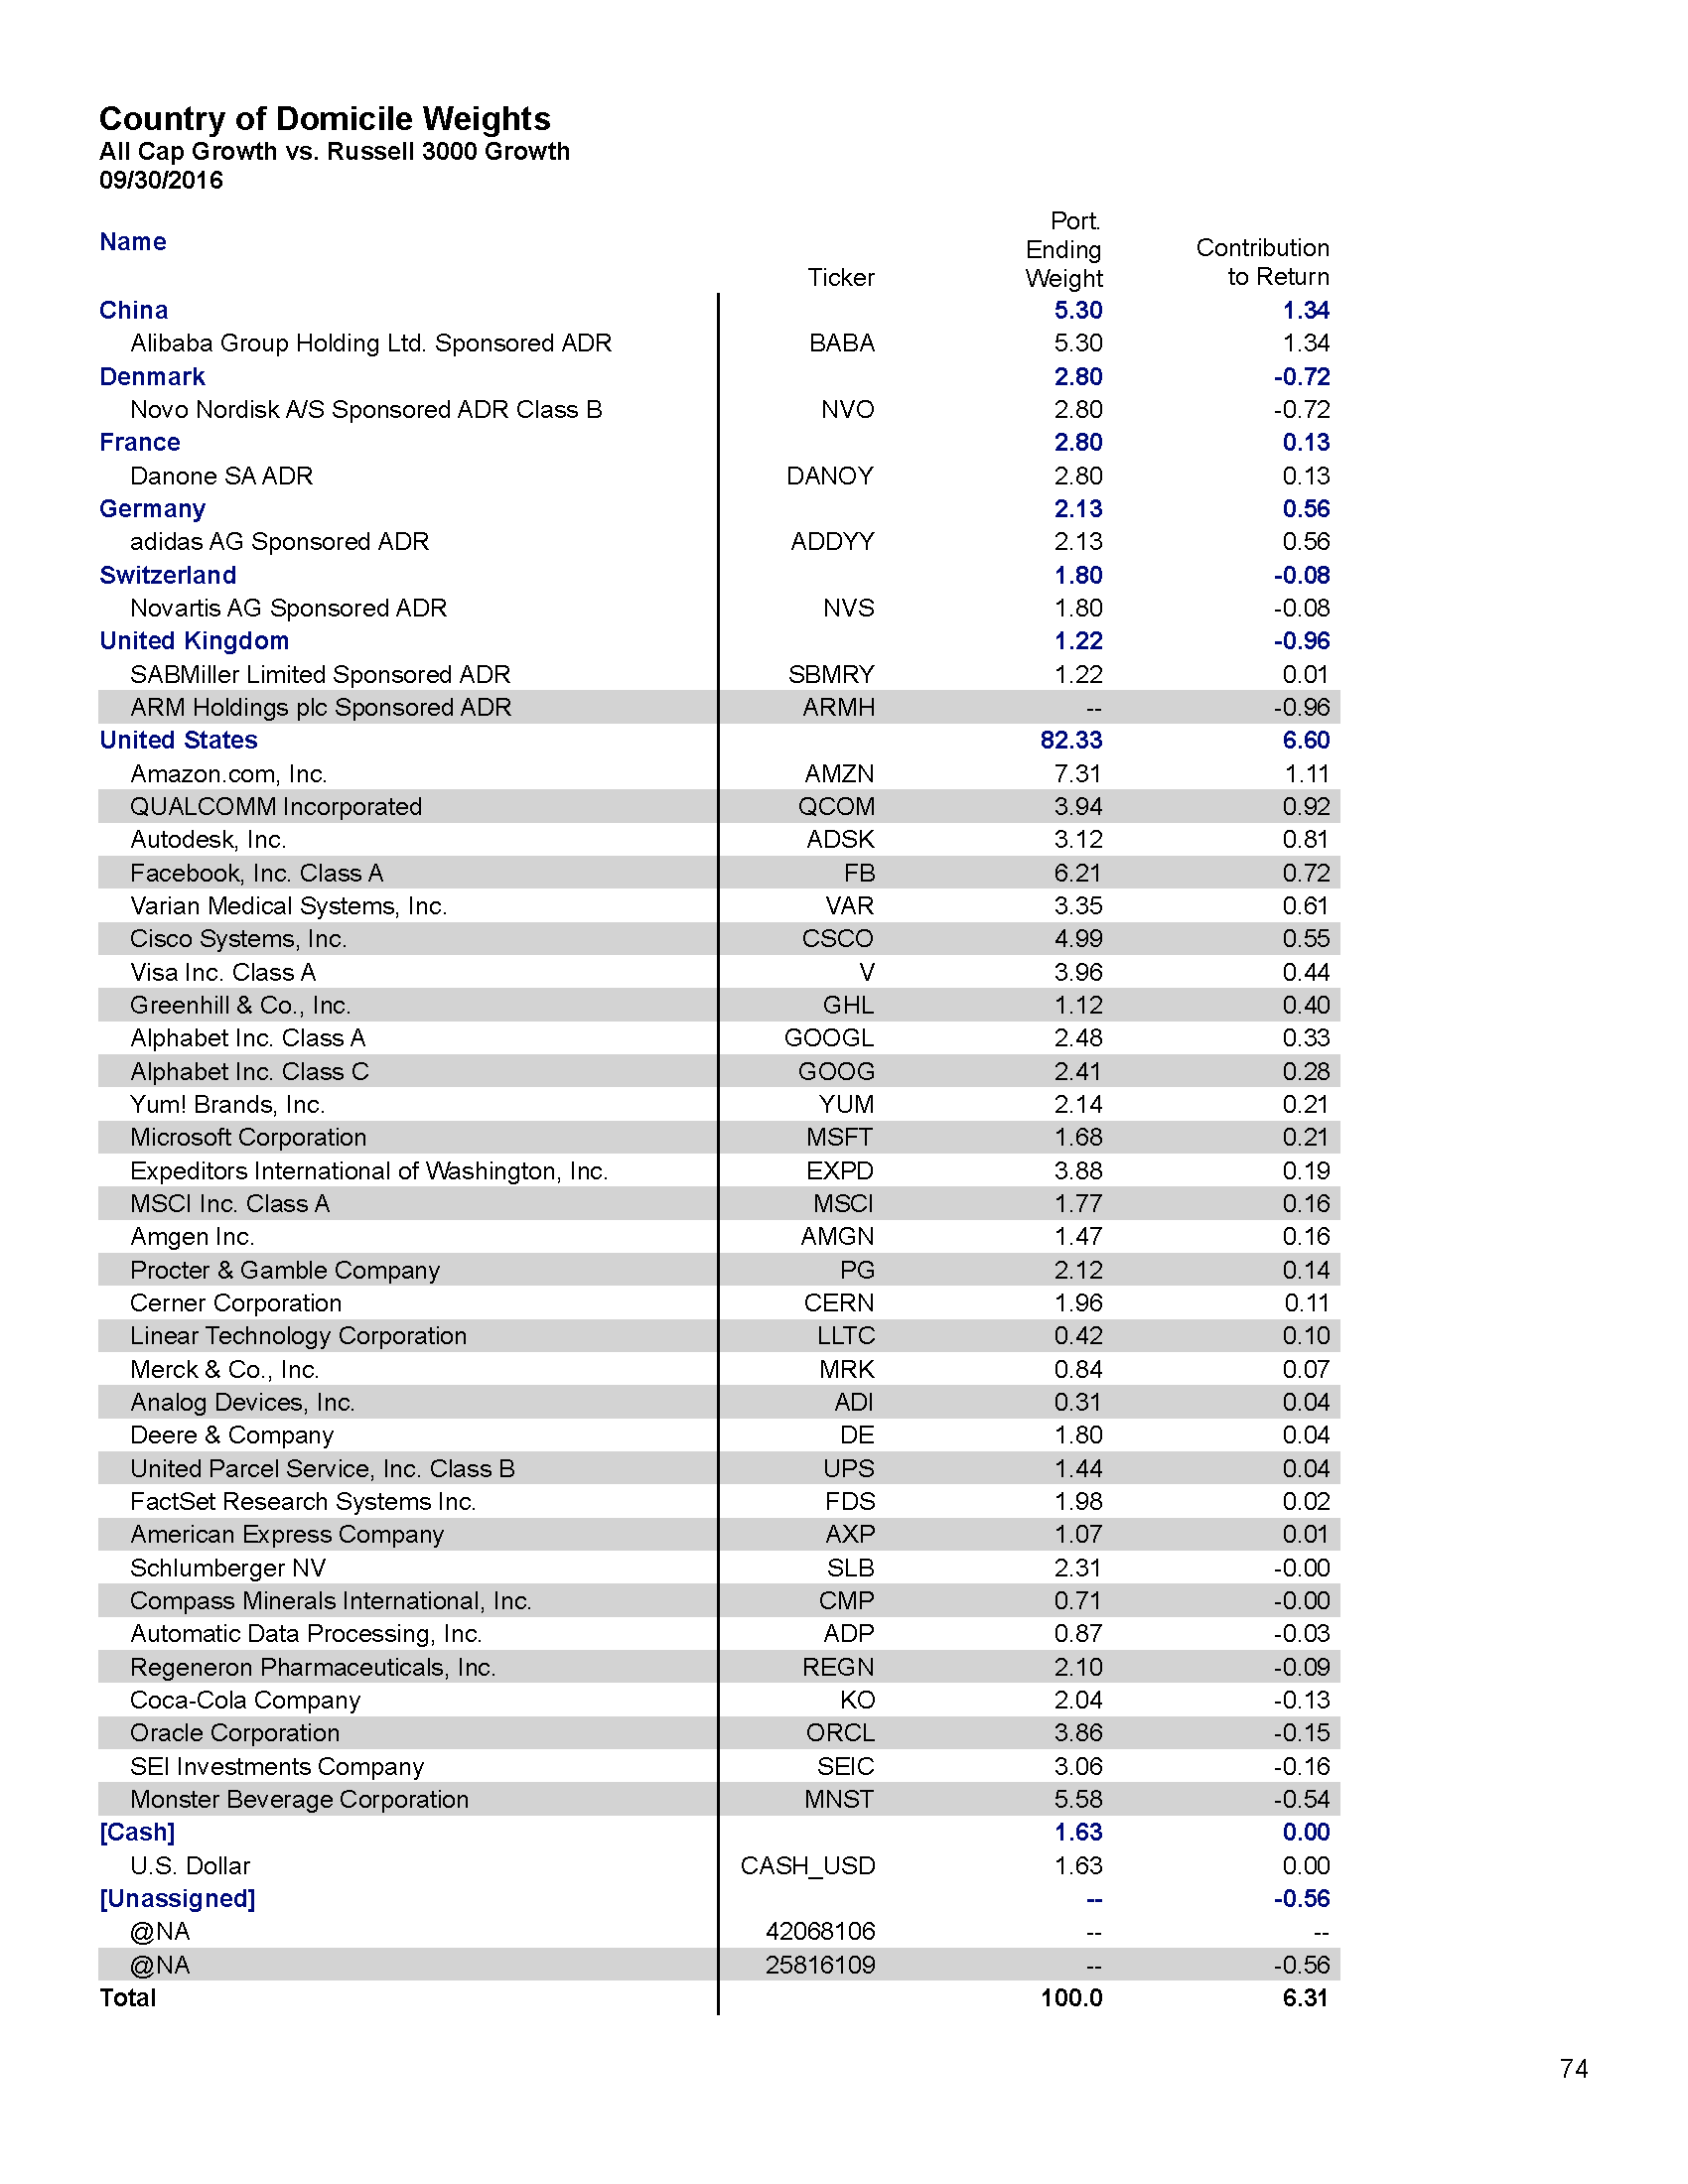 Country of Domicile Weights
All Cap Growth vs. Russell 3000 Growth
09/30/2016
Name Ticker Port. Ending Weight Contribution to Return
China 5.30 1.34
Alibaba Group Holding Ltd. Sponsored ADR BABA 5.30 1.34
Denmark 2.80 -0.72
Novo Nordisk A/S Sponsored ADR Class B NVO 2.80 -0.72
France 2.80 0.13
Danone SA ADR DANOY 2.80 0.13
Germany 2.13 0.56
adidas AG Sponsored ADR ADDYY 2.13 0.56
Switzerland 1.80 -0.08
Novartis AG Sponsored ADR NVS 1.80 -0.08
United Kingdom 1.22 -0.96
SABMiller Limited Sponsored ADR SBMRY 1.22 0.01
ARM Holdings plc Sponsored ADR ARMH -- -0.96
United States 82.33 6.60
Amazon.com, Inc. AMZN 7.31 1.11
QUALCOMM Incorporated QCOM 3.94 0.92
Autodesk, Inc. ADSK 3.12 0.81
Facebook, Inc. Class A FB 6.21 0.72
Varian Medical Systems, Inc. VAR 3.35 0.61
Cisco Systems, Inc. CSCO 4.99 0.55
Visa Inc. Class A V 3.96 0.44
Greenhill & Co., Inc. GHL 1.12 0.40
Alphabet Inc. Class A GOOGL 2.48 0.33
Alphabet Inc. Class C GOOG 2.41 0.28
Yum! Brands, Inc. YUM 2.14 0.21
Microsoft Corporation MSFT 1.68 0.21
Expeditors International of Washington, Inc. EXPD 3.88 0.19
MSCI Inc. Class A MSCI 1.77 0.16
Amgen Inc. AMGN 1.47 0.16
Procter & Gamble Company PG 2.12 0.14
Cerner Corporation CERN 1.96 0.11
Linear Technology Corporation LLTC 0.42 0.10
Merck & Co., Inc. MRK 0.84 0.07
Analog Devices, Inc. ADI 0.31 0.04
Deere & Company DE 1.80 0.04
United Parcel Service, Inc. Class B UPS 1.44 0.04
FactSet Research Systems Inc. FDS 1.98 0.02
American Express Company AXP 1.07 0.01
Schlumberger NV SLB 2.31 -0.00
Compass Minerals International, Inc. CMP 0.71 -0.00
Automatic Data Processing, Inc. ADP 0.87 -0.03
Regeneron Pharmaceuticals, Inc. REGN 2.10 -0.09
Coca-Cola Company KO 2.04 -0.13
Oracle Corporation ORCL 3.86 -0.15
SEI Investments Company SEIC 3.06 -0.16
Monster Beverage Corporation MNST 5.58 -0.54
[Cash] 1.63 0.00
U.S. Dollar CASH_USD 1.63 0.00
[Unassigned] -- -0.56
@NA 42068106 -- --
@NA 25816109 -- -0.56
Total 100.0 6.31
74